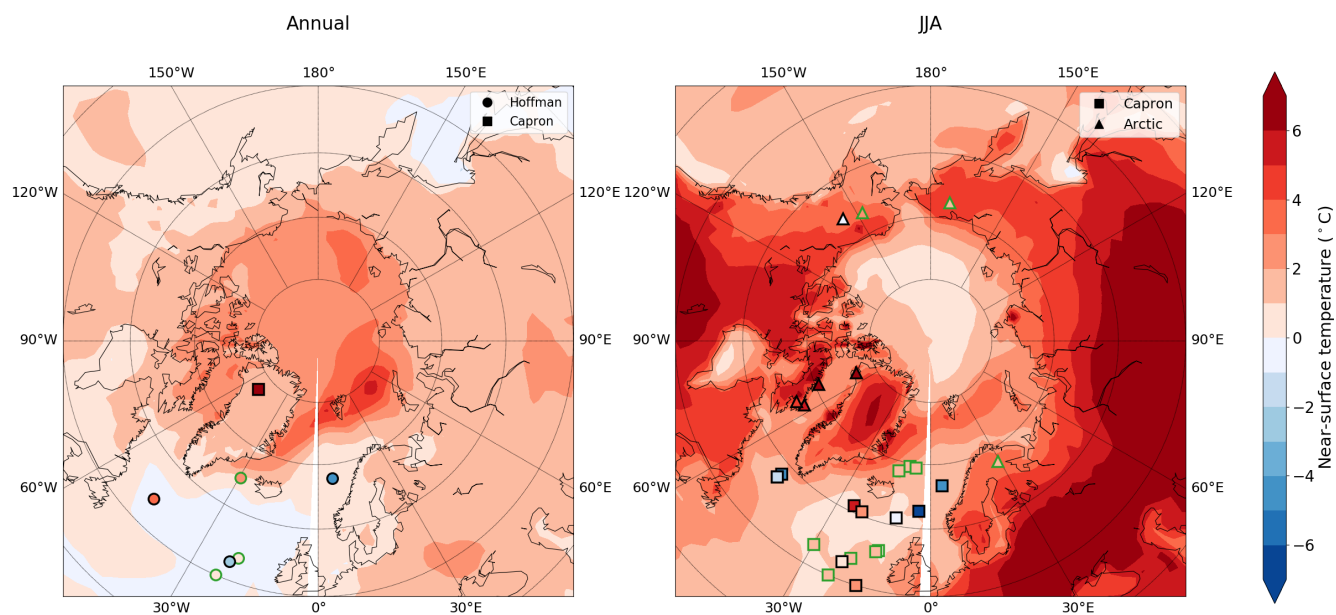 Annual
JJA
150°W 180° 150°E
150°W 180° 150°E
Hoffman
Capron
Capron
Arctic
120°W
120°E
120°W
120°E
90°W
90°E
90°W
90°E
60°W
60°E
60°W
60°E
30°W 0° 30°E
30°W 0° 30°E
6
4
2
0
−2
−4
−6
Near-surface temperature (°C)